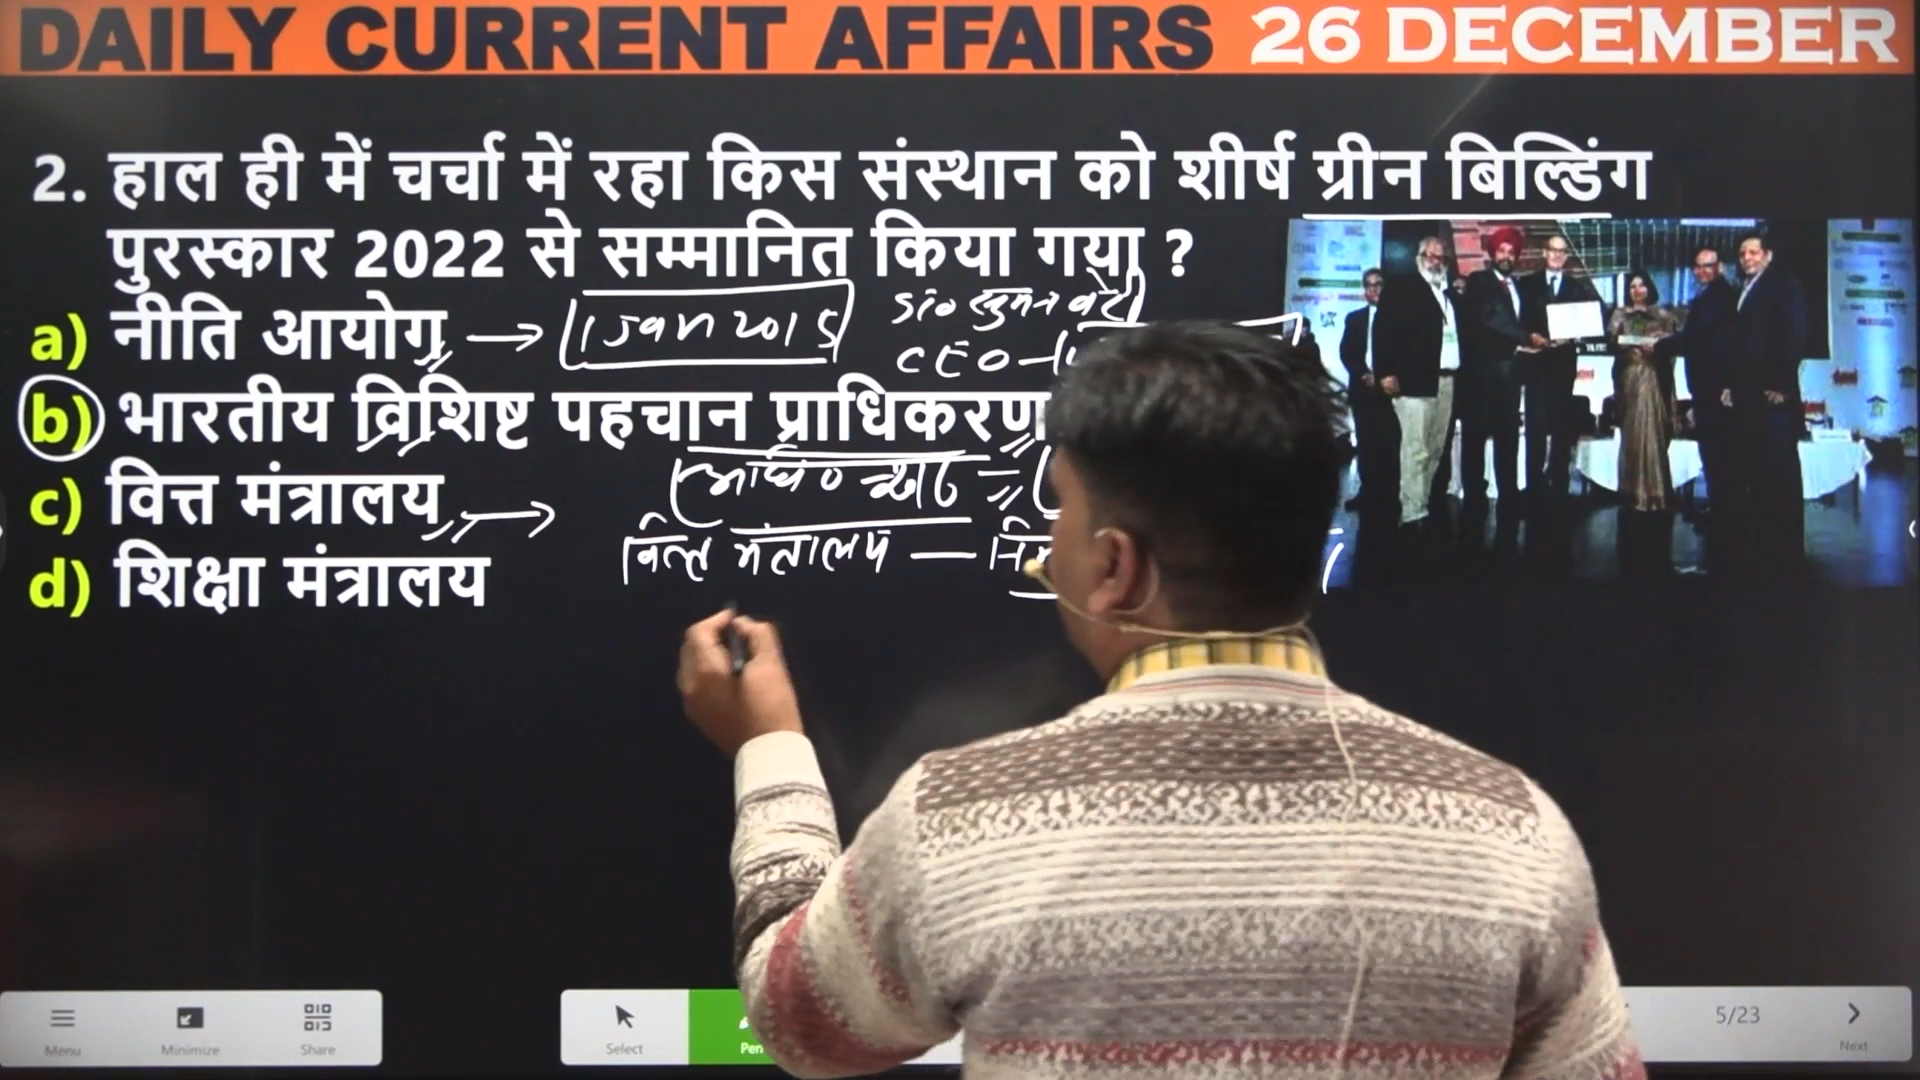 DAILY CURRENT AFFAIRS 26 DECEMBER
2. हाल ही में चर्चा में रहा किस संस्थान को शीर्ष ग्रीन बिल्डिंग
पुरस्कार 2022 से सम्मानित किया गया ?
a) नीति आयोग → 1 Jan 2015
CEO
b) भारतीय विशिष्ट पहचान प्राधिकरण
c) वित्त मंत्रालय
वित्त मंत्रालय
d) शिक्षा मंत्रालय
Menu
Minimize
Share
Select
Pen
5/23
Next